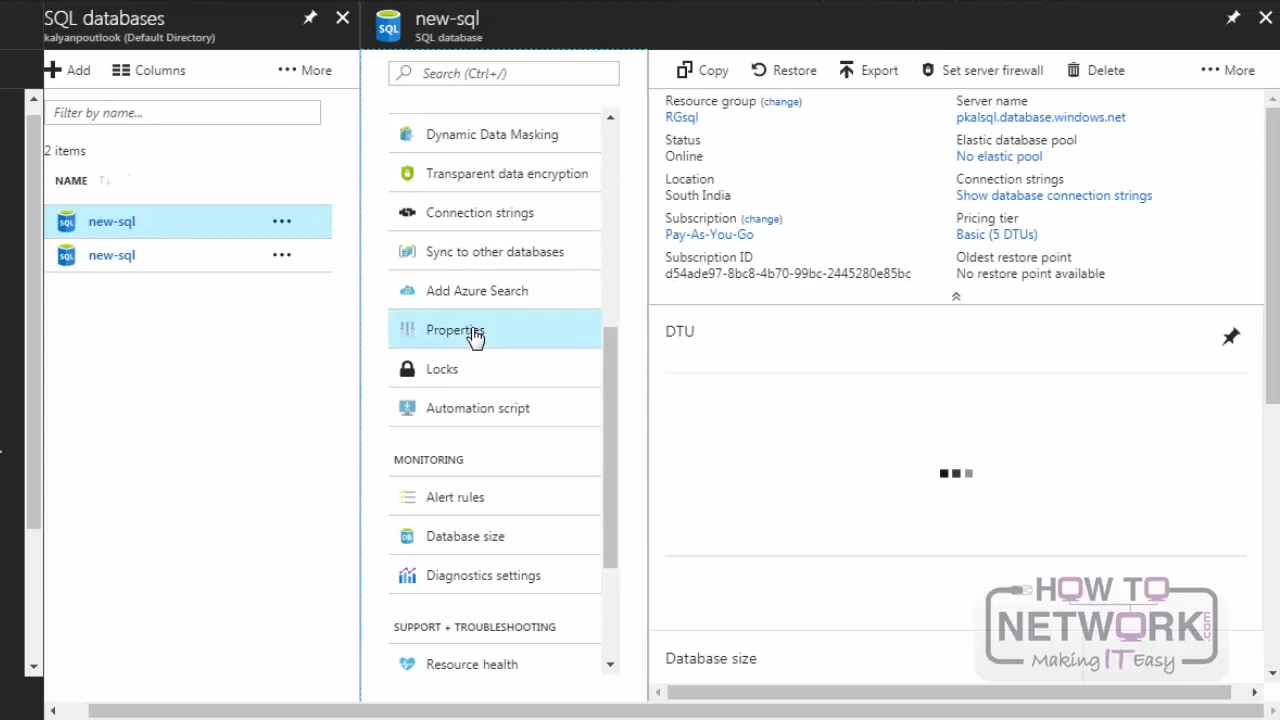 SQL databases
kalyanpoutlook (Default Directory)
Add
Columns
More
Filter by name...
2 items
NAME
SQL new-sql
SQL new-sql
SQL
new-sql
SQL database
Search (Ctrl+/)
Dynamic Data Masking
Transparent data encryption
Connection strings
Sync to other databases
Add Azure Search
Properties
Locks
Automation script
MONITORING
Alert rules
DB Database size
Diagnostics settings
SUPPORT + TROUBLESHOOTING
Resource health
Copy
Restore
Export
Set server firewall
Delete
More
Resource group (change)
RGsql
Status
Online
Location
South India
Subscription (change)
Pay-As-You-Go
Subscription ID
d54ade97-8bc8-4b70-99bc-2445280e85bc
Server name
pkalsql.database.windows.net
Elastic database pool
No elastic pool
Connection strings
Show database connection strings
Pricing tier
Basic (5 DTUs)
Oldest restore point
No restore point available
DTU
Database size
HOW TO
NETWORK.com
Making IT Easy